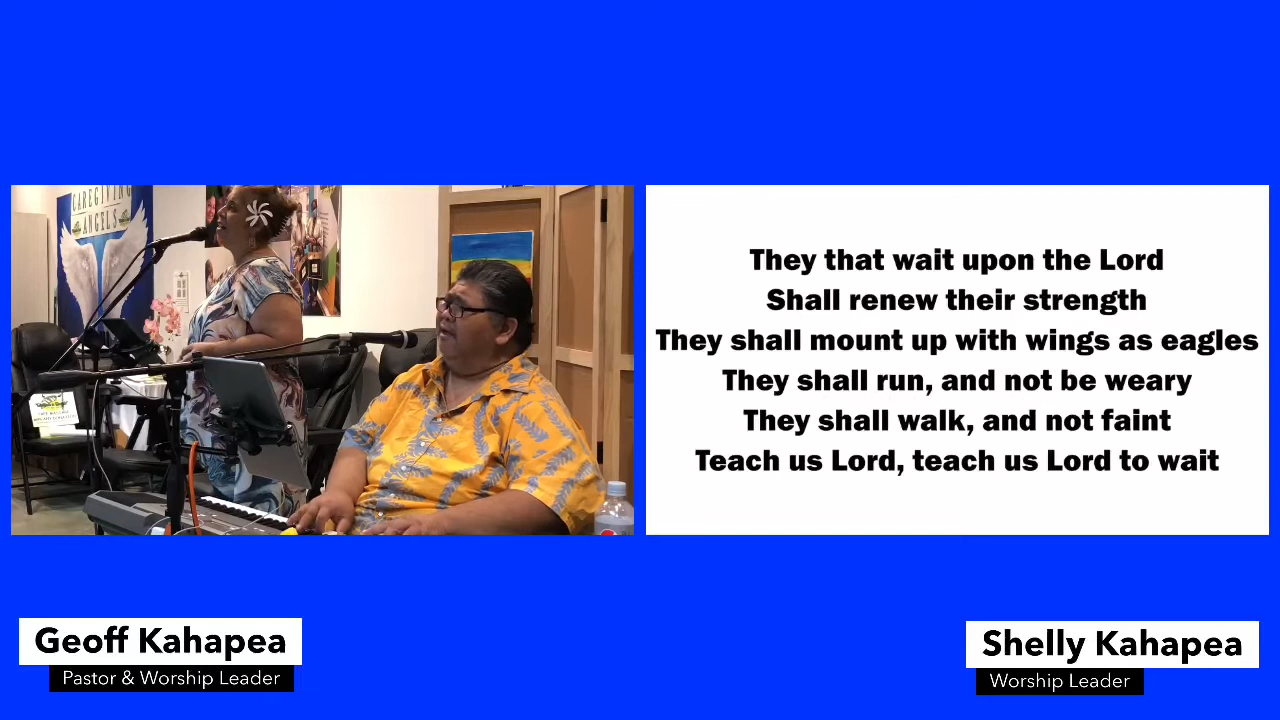 CAREGIVING
ANGELS
They that wait upon the Lord
Shall renew their strength
They shall mount up with wings as eagles
They shall run, and not be weary
They shall walk, and not faint
Teach us Lord, teach us Lord to wait
Geoff Kahapea
Pastor & Worship Leader
Shelly Kahapea
Worship Leader